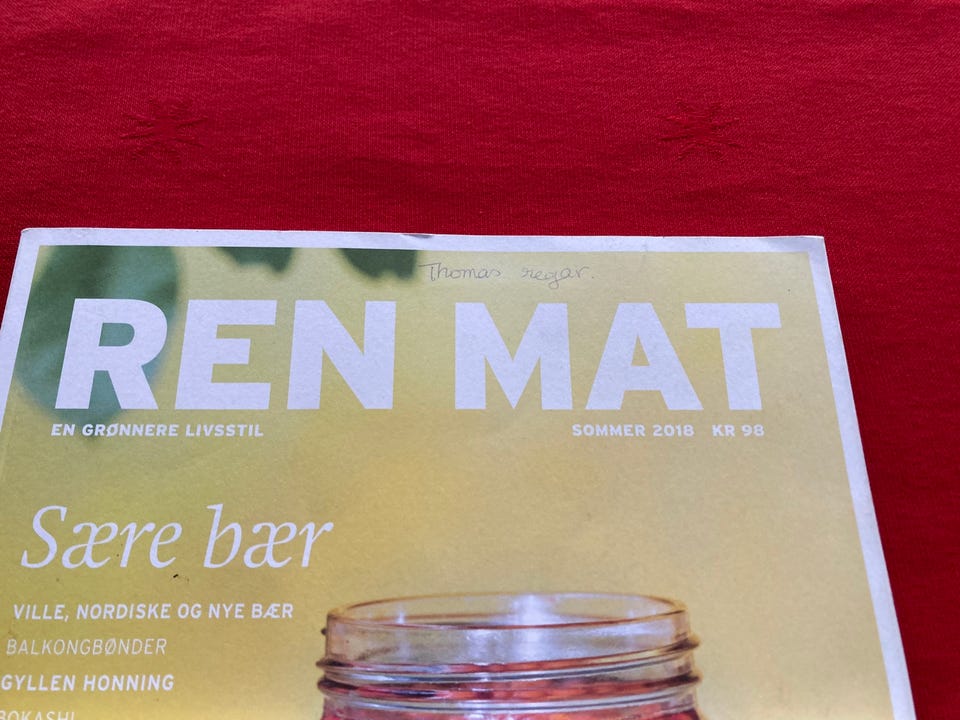 Thomas regar.
REN MAT
EN GRØNNERE LIVSSTIL
SOMMER 2018 KR 98
Sære bær
VILLE, NORDISKE OG NYE BÆR
BALKONGBØNDER
GYLLEN HONNING
BOKASHI